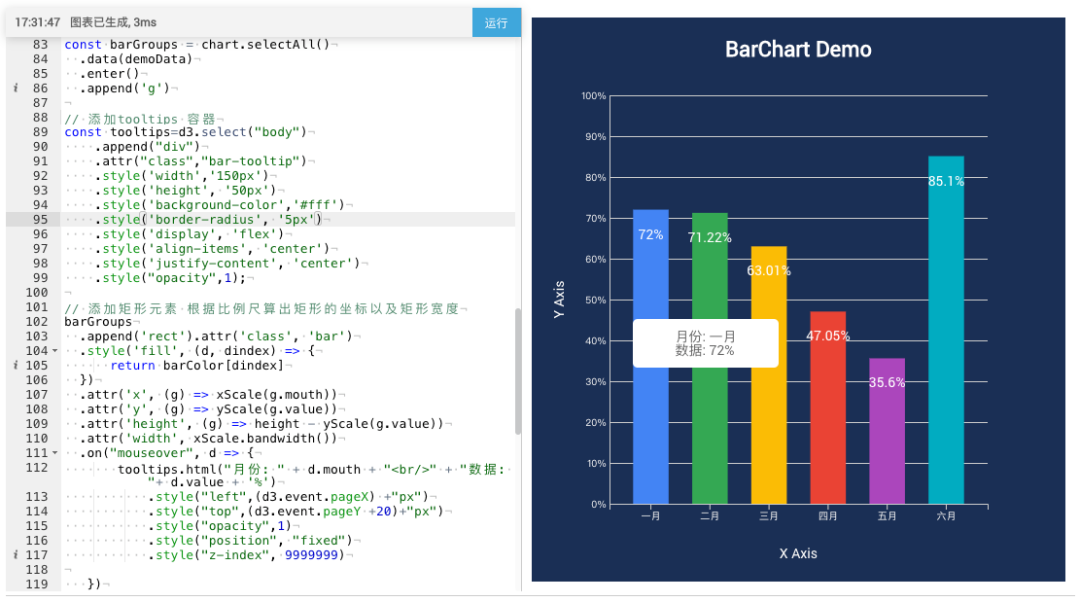 17:31:47 图表已生成, 3ms 运行
83 const barGroups = chart.selectAll()
84 .data(demoData)
85 .enter()
86 .append('g')
87
88 // 添加tooltips 容器
89 const tooltips=d3.select("body")
90 .append("div")
91 .attr("class","bar-tooltip")
92 .style('width','150px')
93 .style('height', '50px')
94 .style('background-color','#fff')
95 .style('border-radius', '5px')
96 .style('display', 'flex')
97 .style('align-items', 'center')
98 .style('justify-content', 'center')
99 .style("opacity",1);
100
101 // 添加矩形元素 根据比例尺算出矩形的坐标以及矩形宽度
102 barGroups
103 .append('rect').attr('class', 'bar')
104 .style('fill', (d, dindex) => {
105 return barColor[dindex]
106 })
107 .attr('x', (g) => xScale(g.mouth))
108 .attr('y', (g) => yScale(g.value))
109 .attr('height', (g) => height - yScale(g.value))
110 .attr('width', xScale.bandwidth())
111 .on("mouseover", d => {
112 tooltips.html("月份: " + d.mouth + "<br/>" + "数据:
"+ d.value + '%')
113 .style("left",(d3.event.pageX) +"px")
114 .style("top",(d3.event.pageY +20)+"px")
115 .style("opacity",1)
116 .style("position", "fixed")
117 .style("z-index", 9999999)
118
119 })
BarChart Demo
100%
90%
80%
70%
60%
50%
40%
30%
20%
10%
0%
Y Axis
72%
71.22%
63.01%
47.05%
35.6%
85.1%
月份: 一月
数据: 72%
一月 二月 三月 四月 五月 六月
X Axis